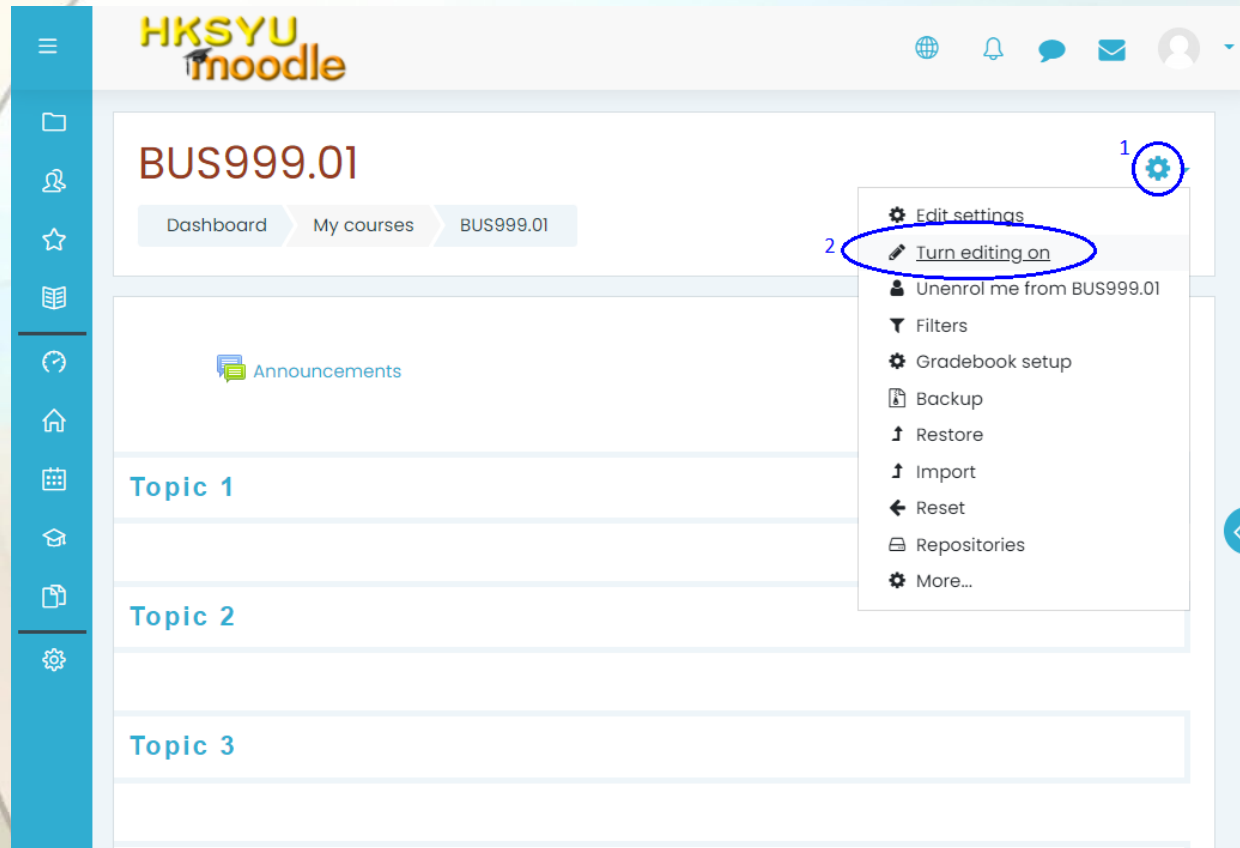 HKSYU
moodle
BUS999.01
1
Dashboard My courses BUS999.01
Edit settings
2
Turn editing on
Unenrol me from BUS999.01
Filters
Gradebook setup
Backup
Restore
Import
Reset
Repositories
More...
Announcements
Topic 1
Topic 2
Topic 3